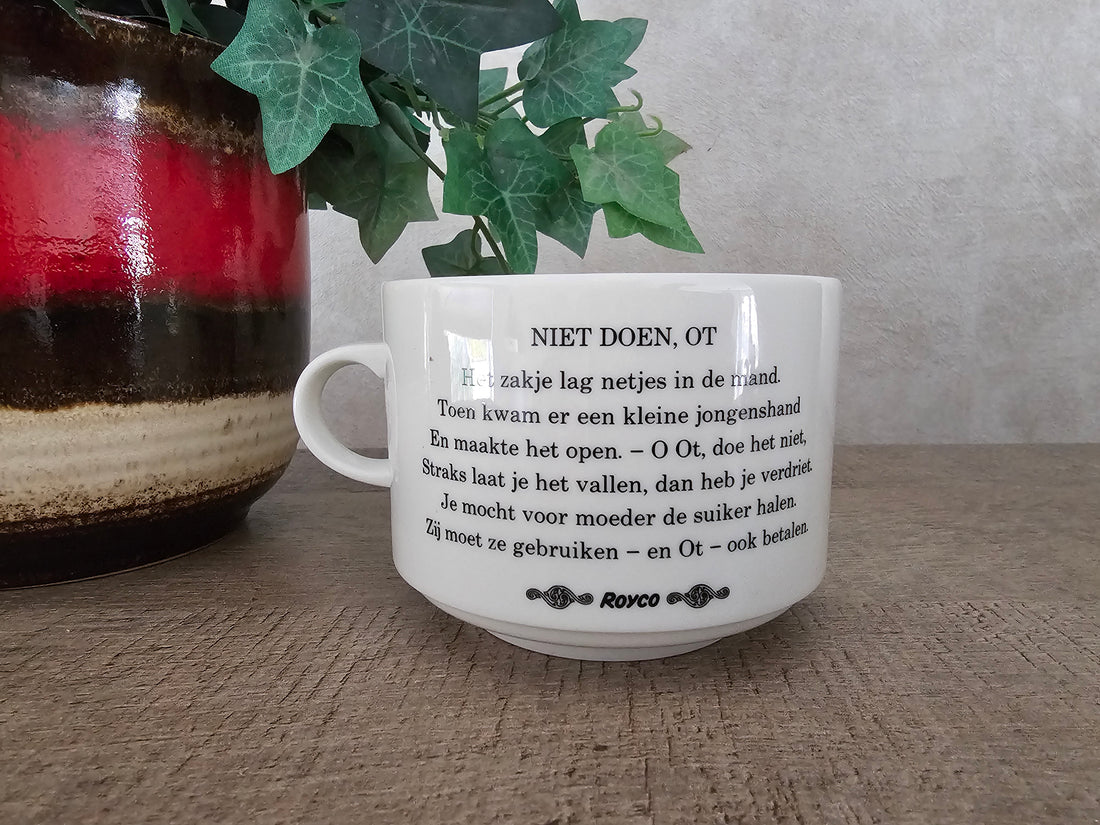 NIET DOEN, OT
Het zakje lag netjes in de mand.
Toen kwam er een kleine jongenshand
En maakte het open. – O Ot, doe het niet,
Straks laat je het vallen, dan heb je verdriet.
Je mocht voor moeder de suiker halen.
Zij moet ze gebruiken – en Ot – ook betalen.
Royco